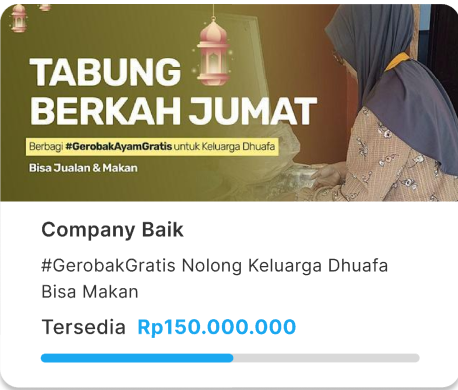 TABUNG
BERKAH JUMAT
Berbagi #GerobakAyamGratis untuk Keluarga Dhuafa
Bisa Jualan & Makan
Company Baik
#GerobakGratis Nolong Keluarga Dhuafa
Bisa Makan
Tersedia Rp150.000.000